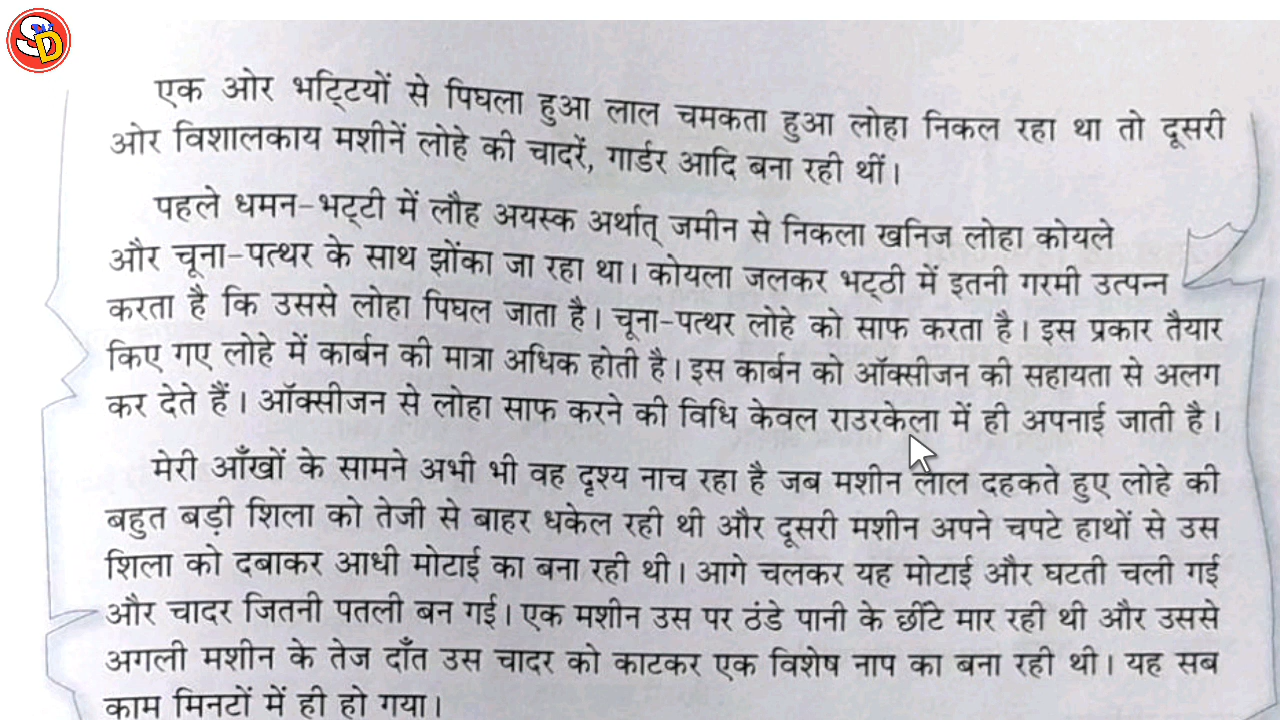 SD
एक ओर भट्टियों से पिघला हुआ लाल चमकता हुआ लोहा निकल रहा था तो दूसरी
ओर विशालकाय मशीनें लोहे की चादरें, गार्डर आदि बना रही थीं।
पहले धमन-भट्टी में लौह अयस्क अर्थात् जमीन से निकला खनिज लोहा कोयले
और चूना-पत्थर के साथ झोंका जा रहा था। कोयला जलकर भट्ठी में इतनी गरमी उत्पन्न
करता है कि उससे लोहा पिघल जाता है। चूना-पत्थर लोहे को साफ करता है। इस प्रकार तैयार
किए गए लोहे में कार्बन की मात्रा अधिक होती है। इस कार्बन को ऑक्सीजन की सहायता से अलग
कर देते हैं। ऑक्सीजन से लोहा साफ करने की विधि केवल राउरकेला में ही अपनाई जाती है।
मेरी आँखों के सामने अभी भी वह दृश्य नाच रहा है जब मशीन लाल दहकते हुए लोहे की
बहुत बड़ी शिला को तेजी से बाहर धकेल रही थी और दूसरी मशीन अपने चपटे हाथों से उस
शिला को दबाकर आधी मोटाई का बना रही थी। आगे चलकर यह मोटाई और घटती चली गई
और चादर जितनी पतली बन गई। एक मशीन उस पर ठंडे पानी के छींटे मार रही थी और उससे
अगली मशीन के तेज दाँत उस चादर को काटकर एक विशेष नाप का बना रही थी। यह सब
काम मिनटों में ही हो गया।